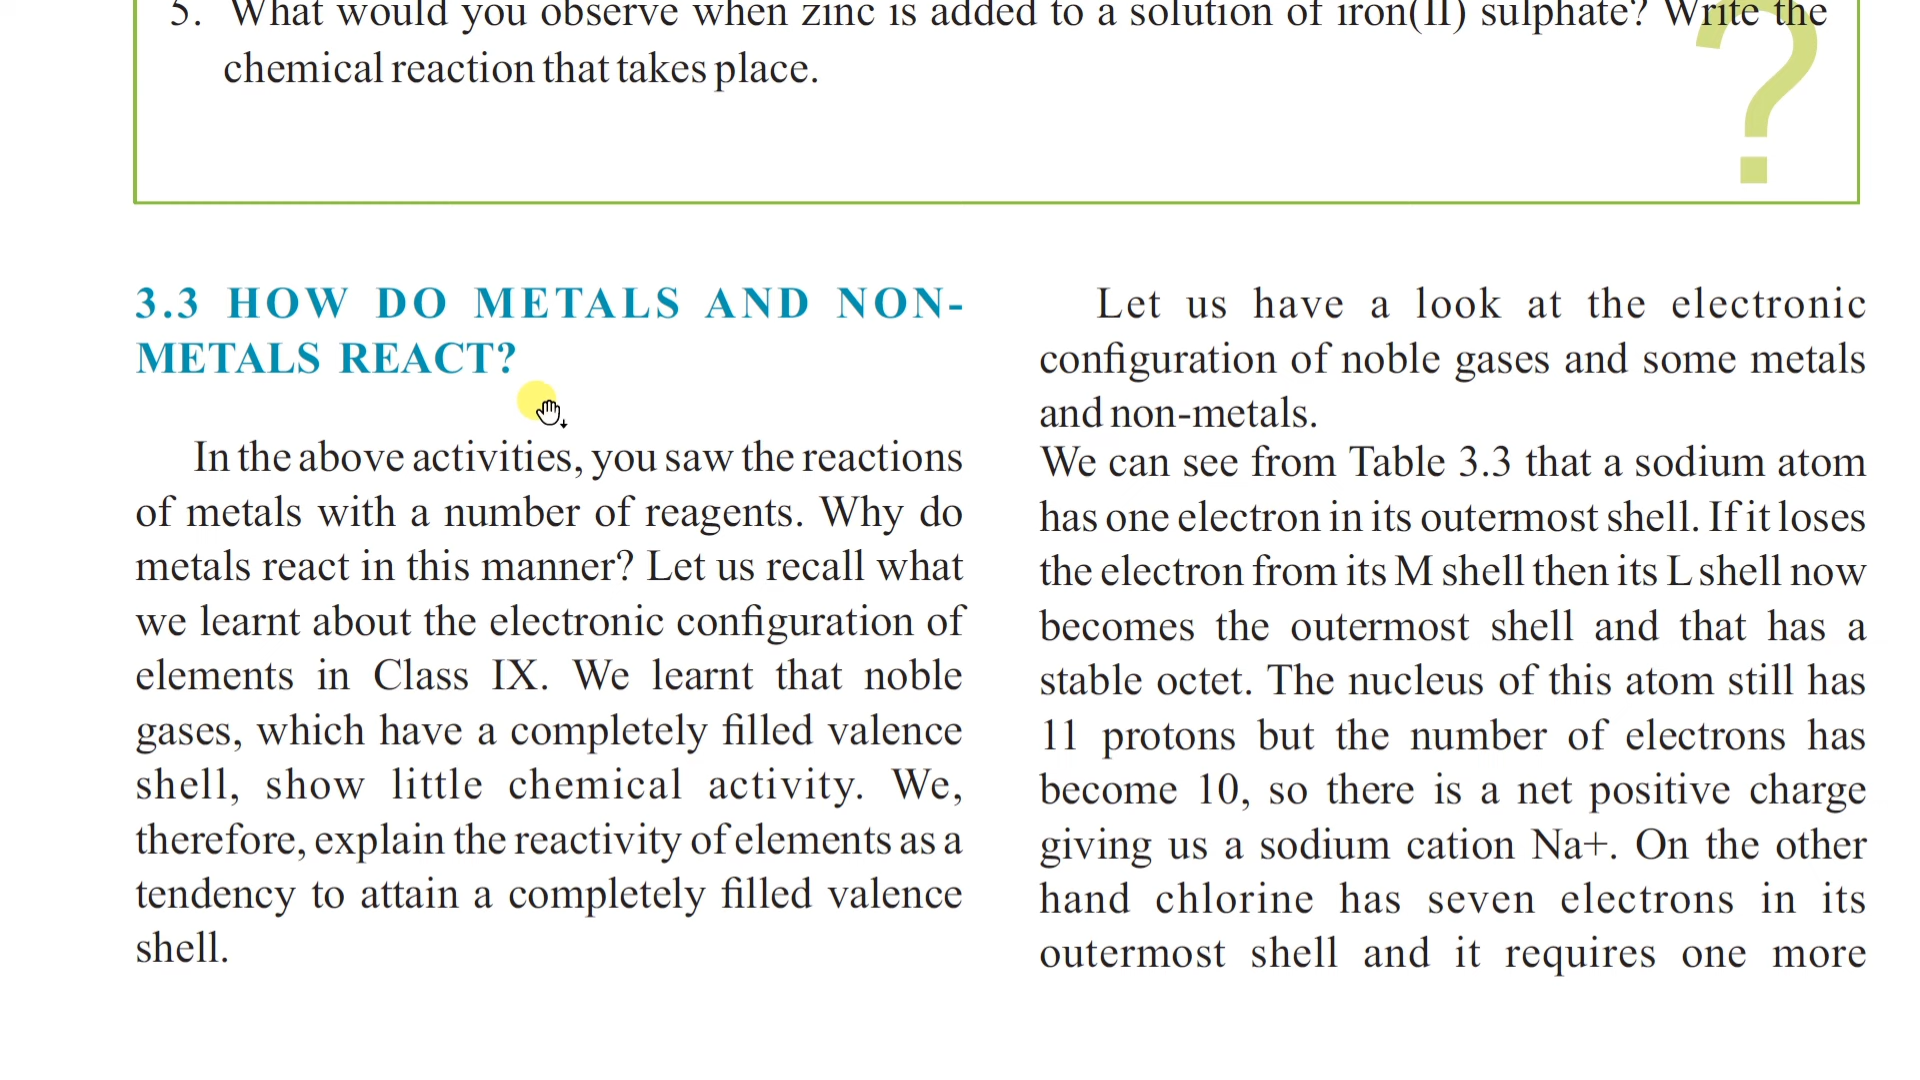 5. What would you observe when zinc is added to a solution of iron(II) sulphate? Write the
chemical reaction that takes place.
?
3.3 HOW DO METALS AND NON-
METALS REACT?
In the above activities, you saw the reactions
of metals with a number of reagents. Why do
metals react in this manner? Let us recall what
we learnt about the electronic configuration of
elements in Class IX. We learnt that noble
gases, which have a completely filled valence
shell, show little chemical activity. We,
therefore, explain the reactivity of elements as a
tendency to attain a completely filled valence
shell.
Let us have a look at the electronic
configuration of noble gases and some metals
and non-metals.
We can see from Table 3.3 that a sodium atom
has one electron in its outermost shell. If it loses
the electron from its M shell then its L shell now
becomes the outermost shell and that has a
stable octet. The nucleus of this atom still has
11 protons but the number of electrons has
become 10, so there is a net positive charge
giving us a sodium cation Na+. On the other
hand chlorine has seven electrons in its
outermost shell and it requires one more